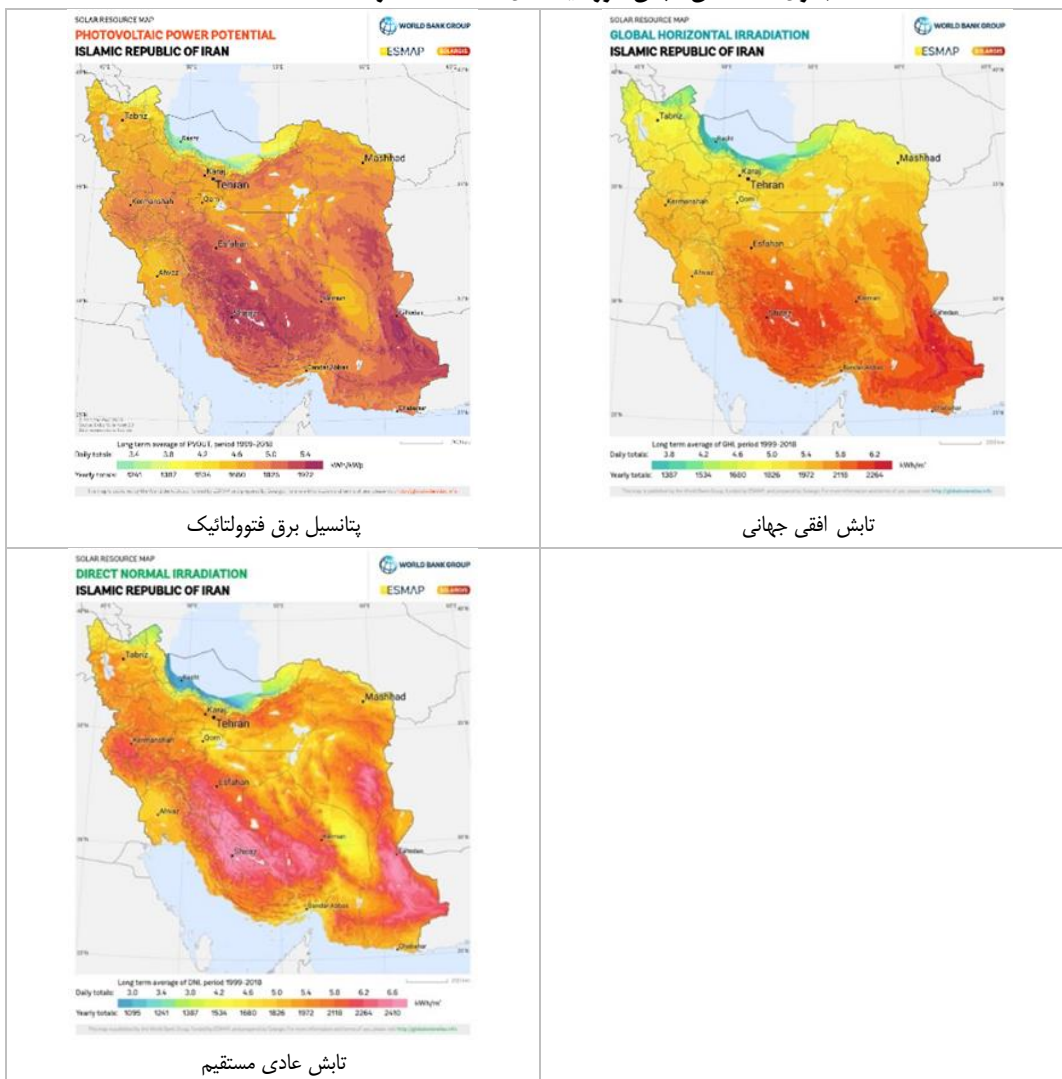 SOLAR RESOURCE MAP
PHOTOVOLTAIC POWER POTENTIAL
ISLAMIC REPUBLIC OF IRAN
WORLD BANK GROUP
ESMAP
SOLARGIS
Tabriz
Rasht
Karaj
Tehran
Mashhad
Qom
Kermanshah
Esfahan
Ahvaz
Kerman
Shiraz
Zahedan
Bandar Abbas
Chabahar
Long term average of PVOUT, period 1999-2018
Daily totals: 3.4 3.8 4.2 4.6 5.0 5.4
kWh/kWp
Yearly totals: 1241 1387 1534 1680 1826 1972
پتانسیل برق فتوولتائیک
SOLAR RESOURCE MAP
GLOBAL HORIZONTAL IRRADIATION
ISLAMIC REPUBLIC OF IRAN
WORLD BANK GROUP
ESMAP
SOLARGIS
Tabriz
Rasht
Karaj
Tehran
Mashhad
Qom
Kermanshah
Esfahan
Ahvaz
Kerman
Shiraz
Zahedan
Bandar Abbas
Chabahar
Long term average of GHI, period 1999-2018
Daily totals: 3.8 4.2 4.6 5.0 5.4 5.8 6.2
kWh/m²
Yearly totals: 1387 1534 1680 1826 1972 2118 2264
تابش افقی جهانی
SOLAR RESOURCE MAP
DIRECT NORMAL IRRADIATION
ISLAMIC REPUBLIC OF IRAN
WORLD BANK GROUP
ESMAP
SOLARGIS
Tabriz
Rasht
Karaj
Tehran
Mashhad
Qom
Kermanshah
Esfahan
Ahvaz
Kerman
Shiraz
Zahedan
Bandar Abbas
Chabahar
Long term average of DNI, period 1999-2018
Daily totals: 3.0 3.4 3.8 4.2 4.6 5.0 5.4 5.8 6.2 6.6
kWh/m²
Yearly totals: 1095 1241 1387 1534 1680 1826 1972 2118 2264 2410
تابش عادی مستقیم